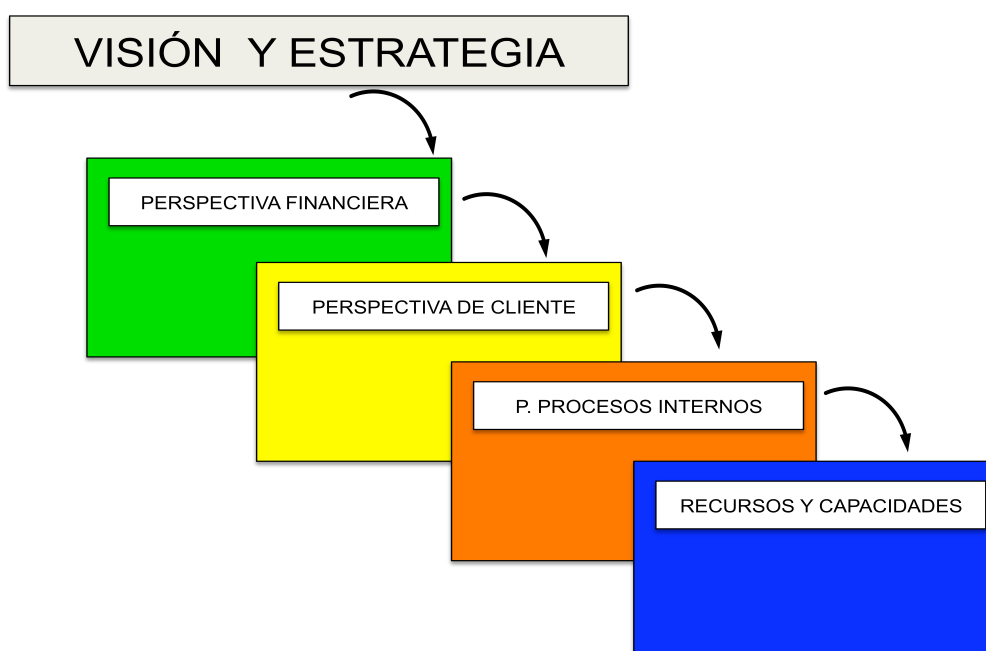 VISIÓN Y ESTRATEGIA
PERSPECTIVA FINANCIERA
PERSPECTIVA DE CLIENTE
P. PROCESOS INTERNOS
RECURSOS Y CAPACIDADES